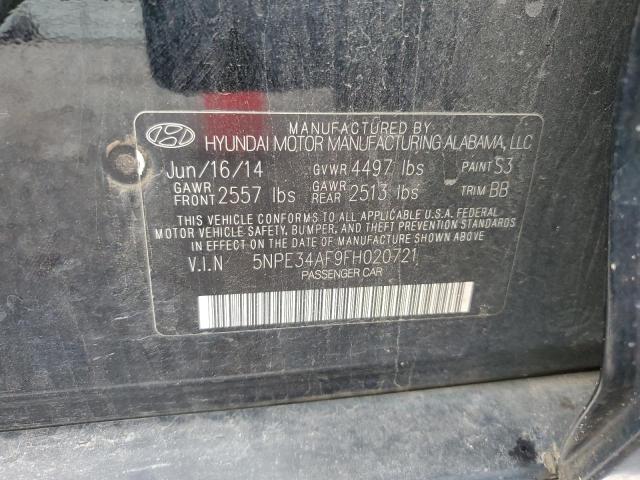 MANUFACTURED BY
HYUNDAI MOTOR MANUFACTURING ALABAMA, LLC
Jun/16/14 GVWR 4497 lbs PAINT S3
GAWR FRONT 2557 lbs GAWR REAR 2513 lbs TRIM BB
THIS VEHICLE CONFORMS TO ALL APPLICABLE U.S.A. FEDERAL
MOTOR VEHICLE SAFETY, BUMPER, AND THEFT PREVENTION STANDARDS
IN EFFECT ON THE DATE OF MANUFACTURE SHOWN ABOVE.
V.I.N 5NPE34AF9FH020721
PASSENGER CAR